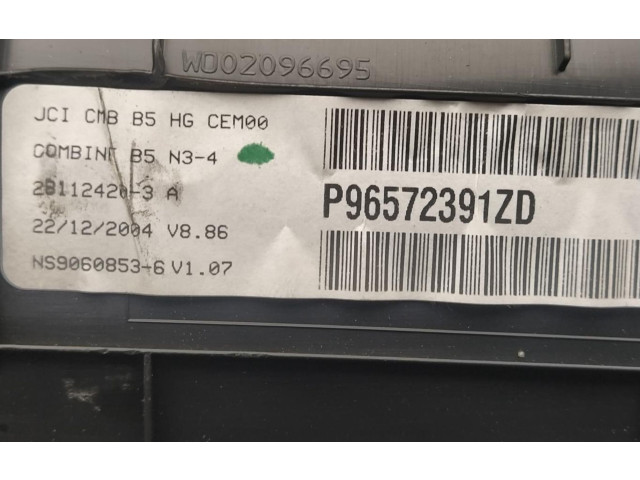 W002096695
JCI CMB B5 HG CEM00
COMBINE B5 N3-4
28112420-3 A
22/12/2004 V8.86
NS9060853-6 V1.07
P96572391ZD